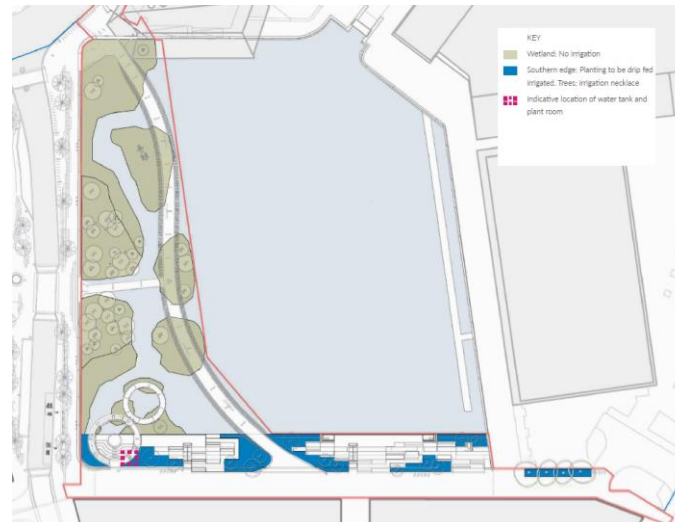 KEY
Wetland: No irrigation
Southern edge: Planting to be drip fed
irrigated. Trees: irrigation necklace
Indicative location of water tank and
plant room